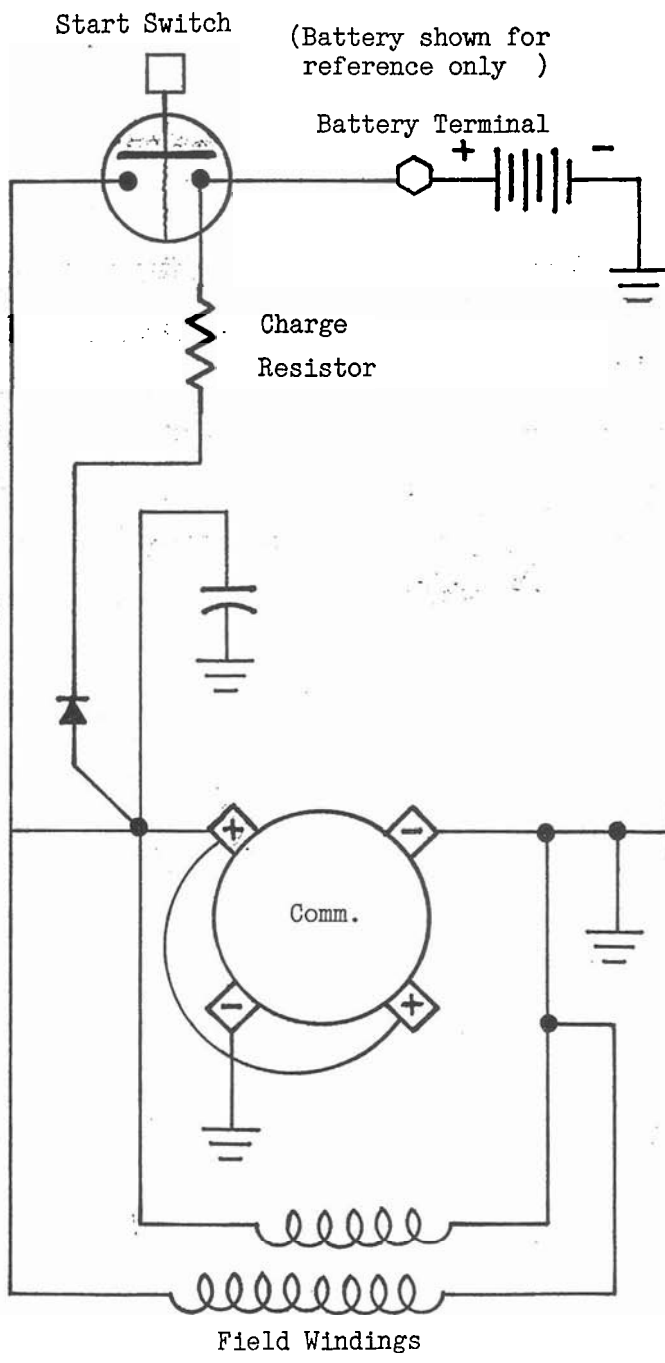 Start Switch
(Battery shown for
reference only )
Battery Terminal
+ -
Charge
Resistor
+ -
Comm.
- +
Field Windings